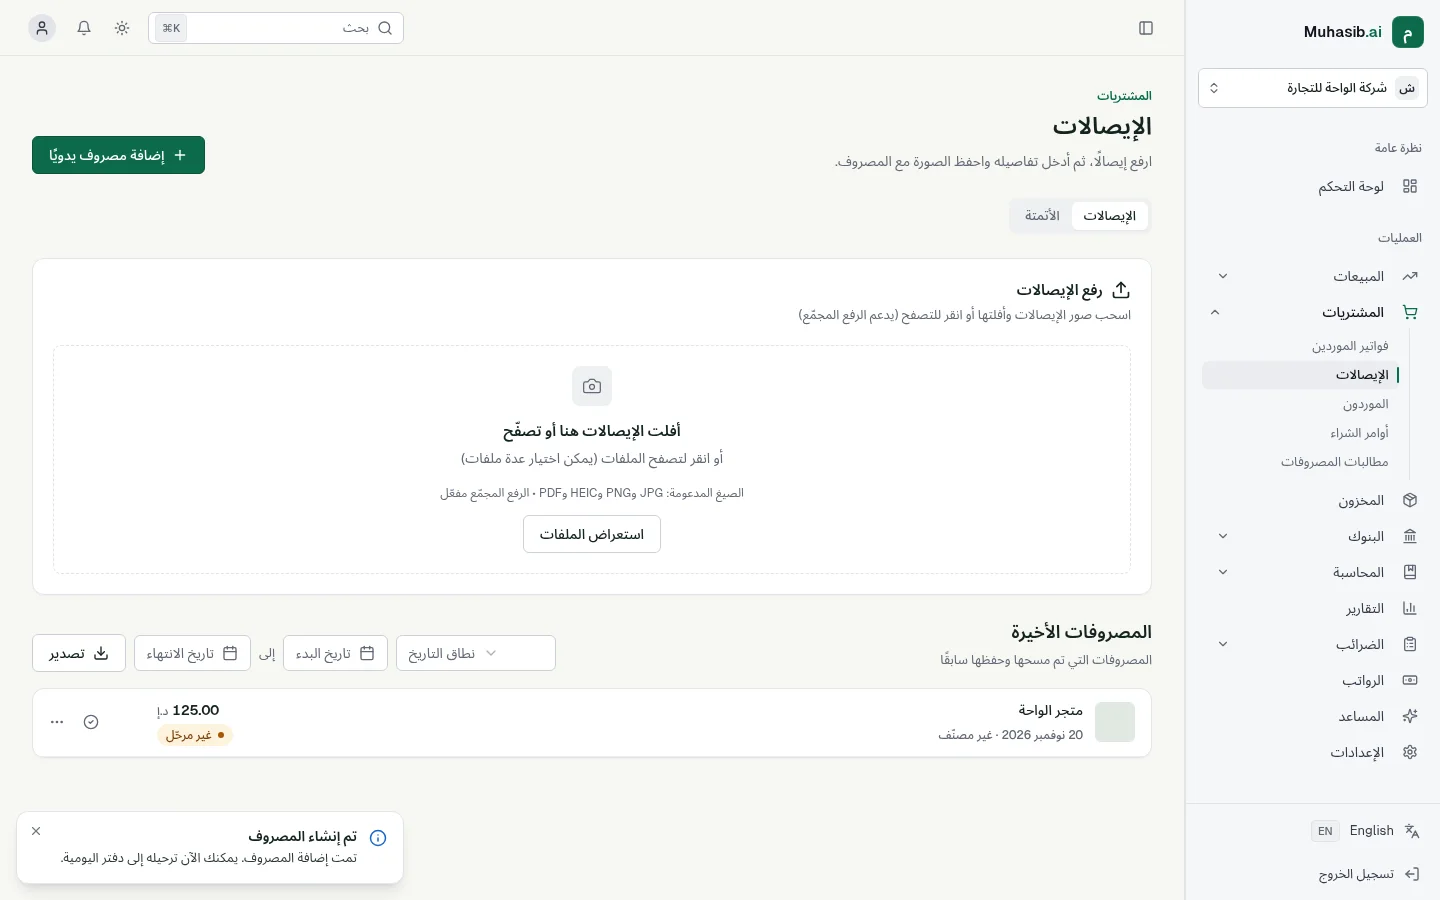 م
Muhasib.ai
ش شركة الواحة للتجارة
نظرة عامة
لوحة التحكم
العمليات
المبيعات
المشتريات
فواتير الموردين
الإيصالات
الموردون
أوامر الشراء
مطالبات المصروفات
المخزون
البنوك
المحاسبة
التقارير
الضرائب
الرواتب
المساعد
الإعدادات
English EN
تسجيل الخروج
بحث ⌘K
المشتريات
الإيصالات
ارفع إيصالًا، ثم أدخل تفاصيله واحفظ الصورة مع المصروف.
إضافة مصروف يدويًا
الإيصالات الأتمتة
رفع الإيصالات
اسحب صور الإيصالات وأفلتها أو انقر للتصفح (يدعم الرفع المجمّع)
أفلت الإيصالات هنا أو تصفّح
أو انقر لتصفح الملفات (يمكن اختيار عدة ملفات)
الصيغ المدعومة: JPG وPNG وHEIC وPDF • الرفع المجمّع مفعّل
استعراض الملفات
المصروفات الأخيرة
المصروفات التي تم مسحها وحفظها سابقًا
نطاق التاريخ تاريخ البدء إلى تاريخ الانتهاء تصدير
متجر الواحة
20 نوفمبر 2026 · غير مصنّف
125.00 د.إ
غير مرحّل
تم إنشاء المصروف
تمت إضافة المصروف. يمكنك الآن ترحيله إلى دفتر اليومية.